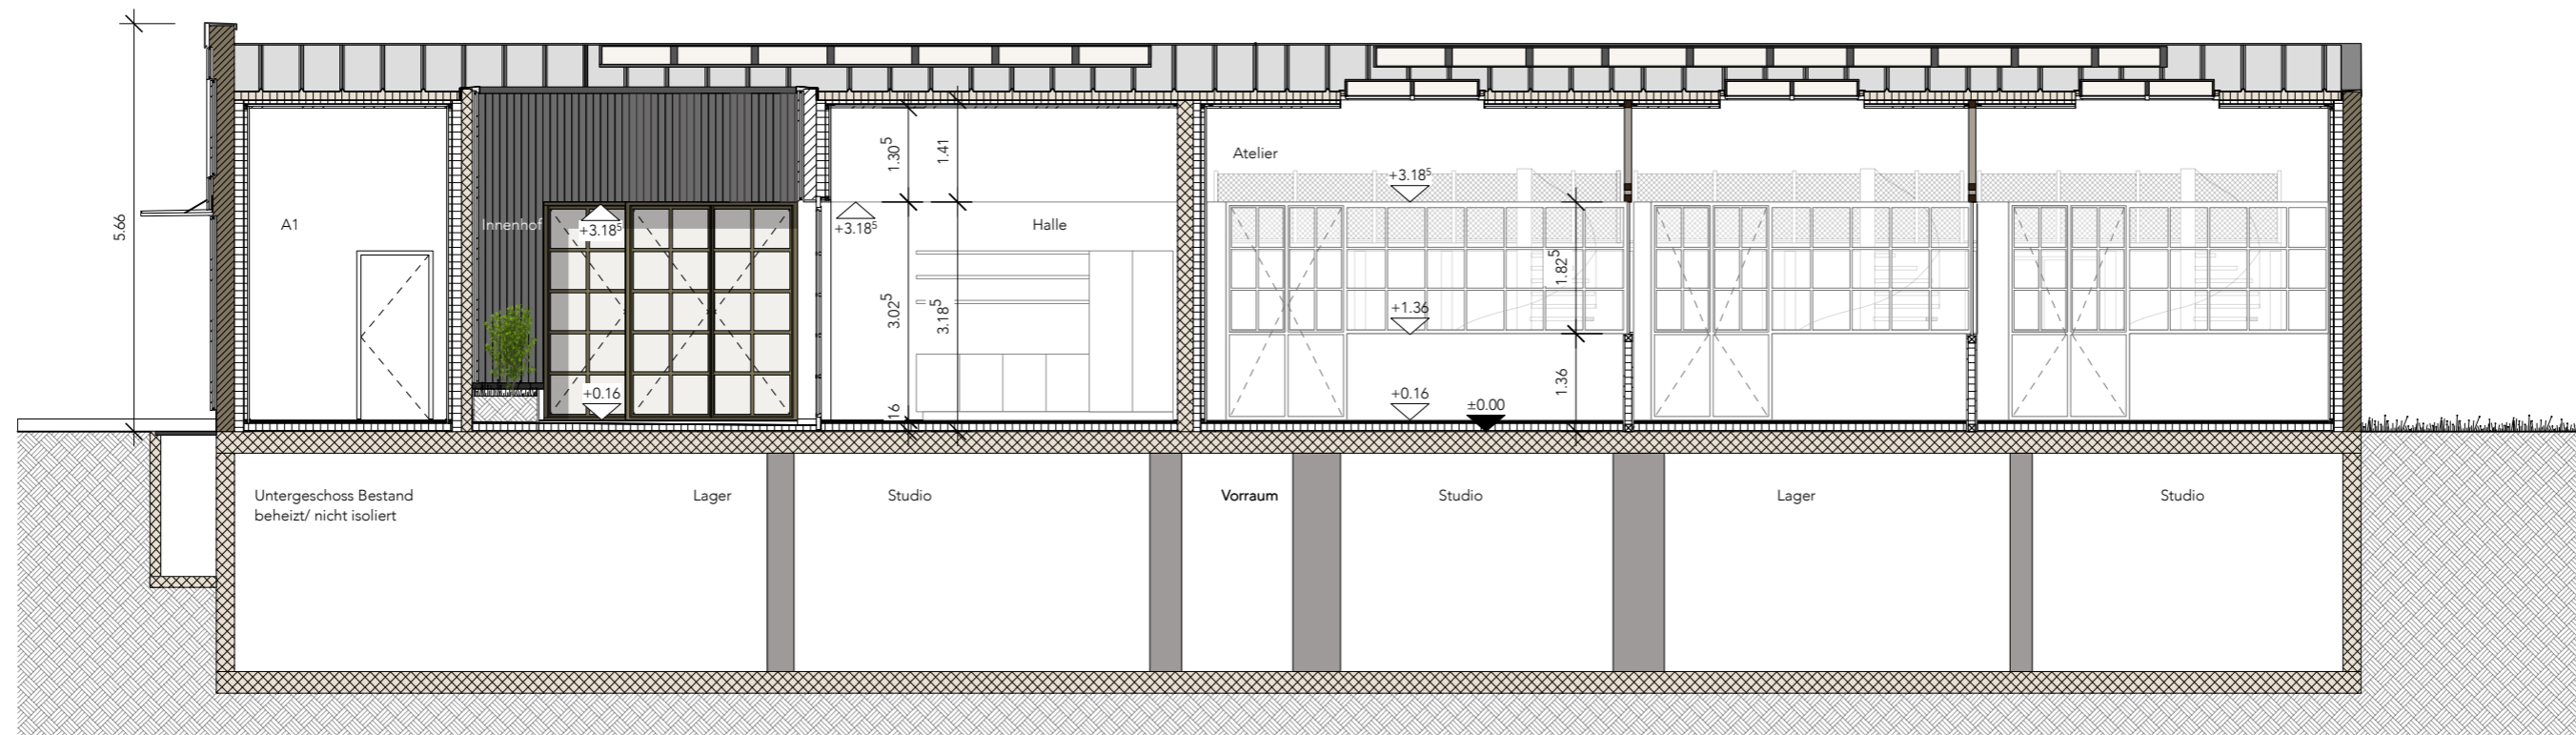 5.66
A1
Innenhof
+3.18⁵
+0.16
1.30⁵
1.41
+3.18⁵
Halle
3.02⁵
3.18⁵
16
Atelier
+3.18⁵
1.82⁵
+1.36
1.36
+0.16
±0.00
Untergeschoss Bestand
beheizt/ nicht isoliert
Lager
Studio
Vorraum
Studio
Lager
Studio